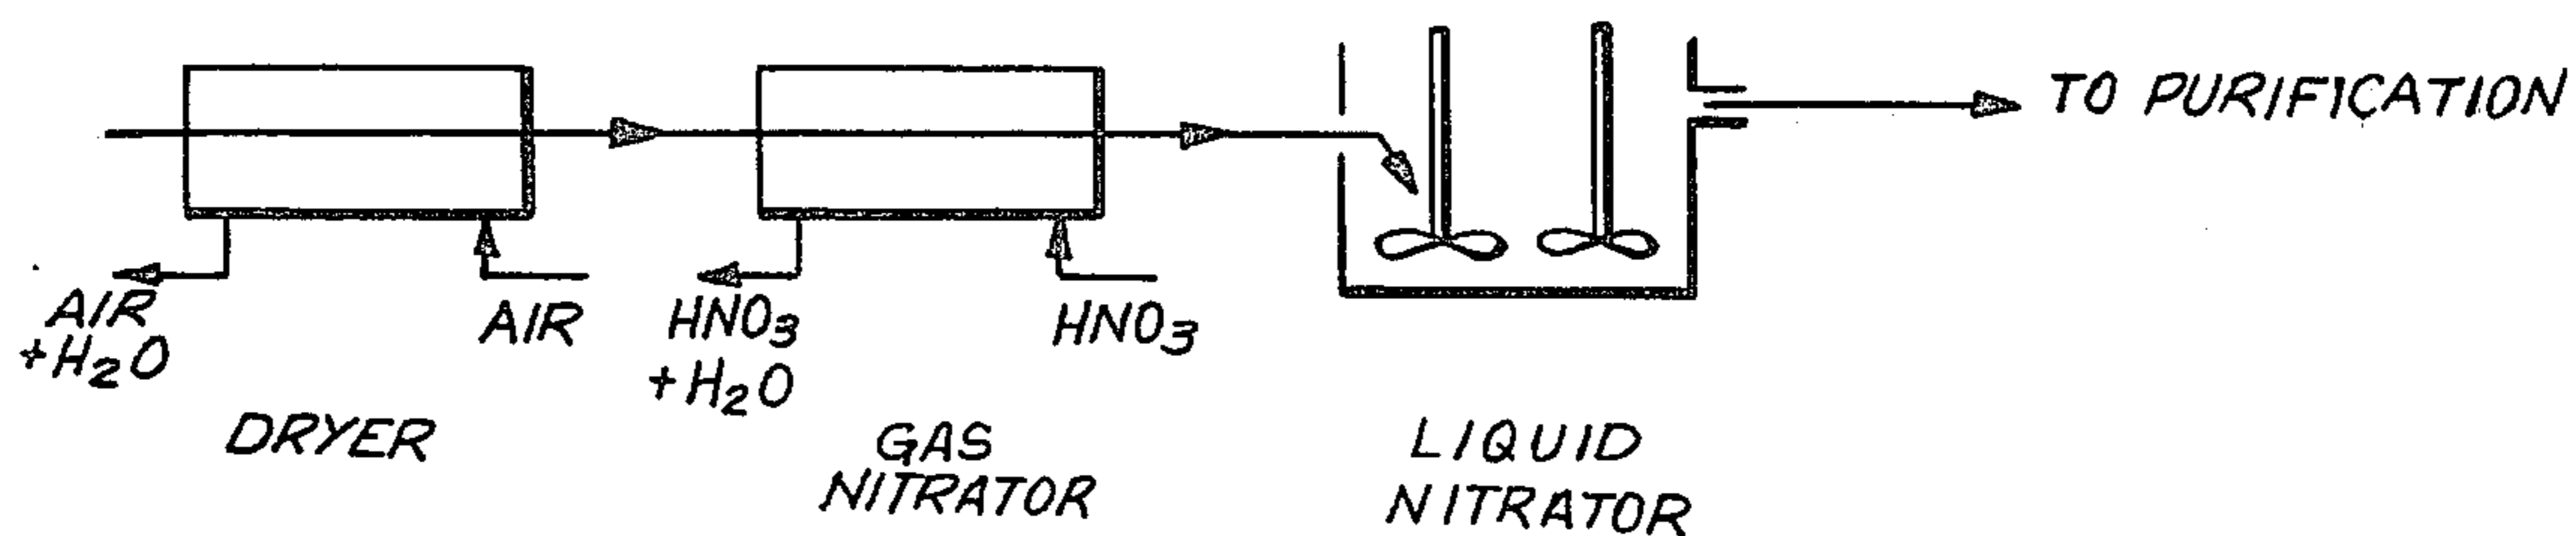 TO PURIFICATION
AIR
+H₂O
AIR
HNO₃
+H₂O
HNO₃
DRYER
GAS
NITRATOR
LIQUID
NITRATOR